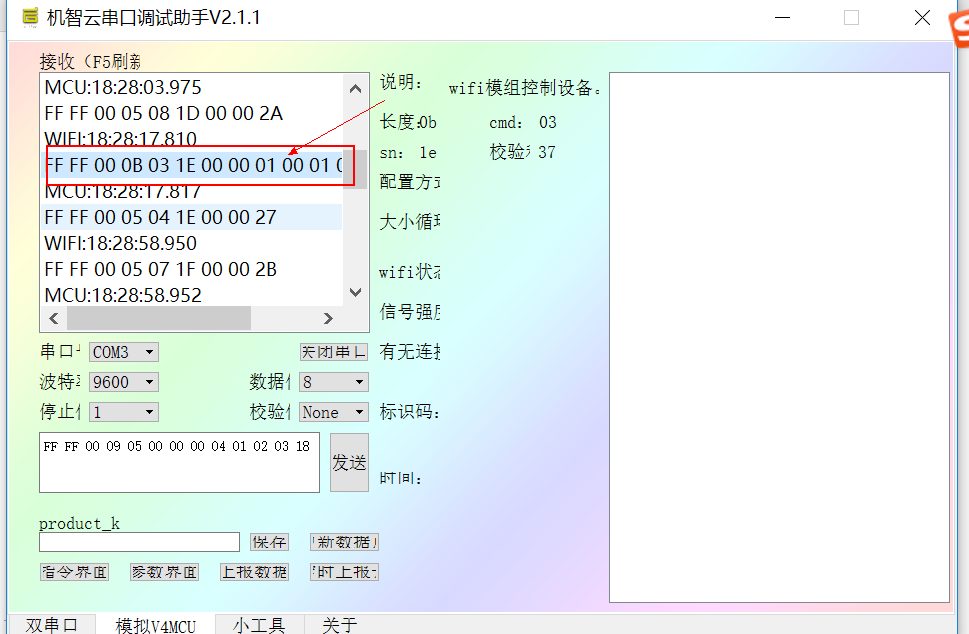 机智云串口调试助手V2.1.1
接收（F5刷新
MCU:18:28:03.975
FF FF 00 05 08 1D 00 00 2A
WIFI:18:28:17.810
FF FF 00 0B 03 1E 00 00 01 00 01 0
MCU:18:28:17.817
FF FF 00 05 04 1E 00 00 27
WIFI:18:28:58.950
FF FF 00 05 07 1F 00 00 2B
MCU:18:28:58.952
说明： wifi模组控制设备。
长度:0b cmd： 03
sn： 1e 校验 37
配置方式
大小循环
wifi状态
信号强度
有无连接
标识码：
时间：
串口 COM3 关闭串口
波特率 9600 数据 8
停止 1 校验 None
FF FF 00 09 05 00 00 00 04 01 02 03 18
发送
product_k
保存 新数据
指令界面 参数界面 上报数据 时上报
双串口 模拟V4MCU 小工具 关于